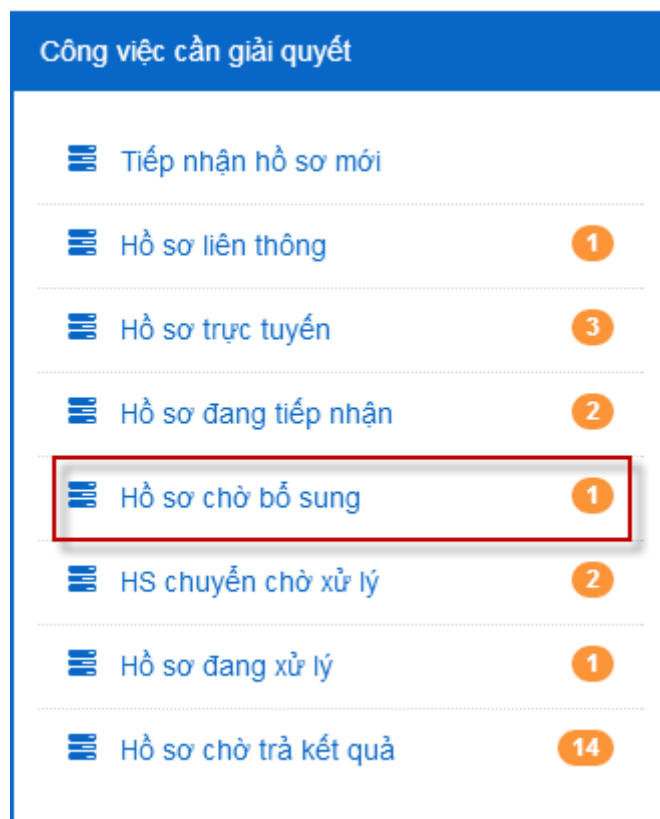 Công việc cần giải quyết
Tiếp nhận hồ sơ mới
Hồ sơ liên thông 1
Hồ sơ trực tuyến 3
Hồ sơ đang tiếp nhận 2
Hồ sơ chờ bổ sung 1
HS chuyển chờ xử lý 2
Hồ sơ đang xử lý 1
Hồ sơ chờ trả kết quả 14